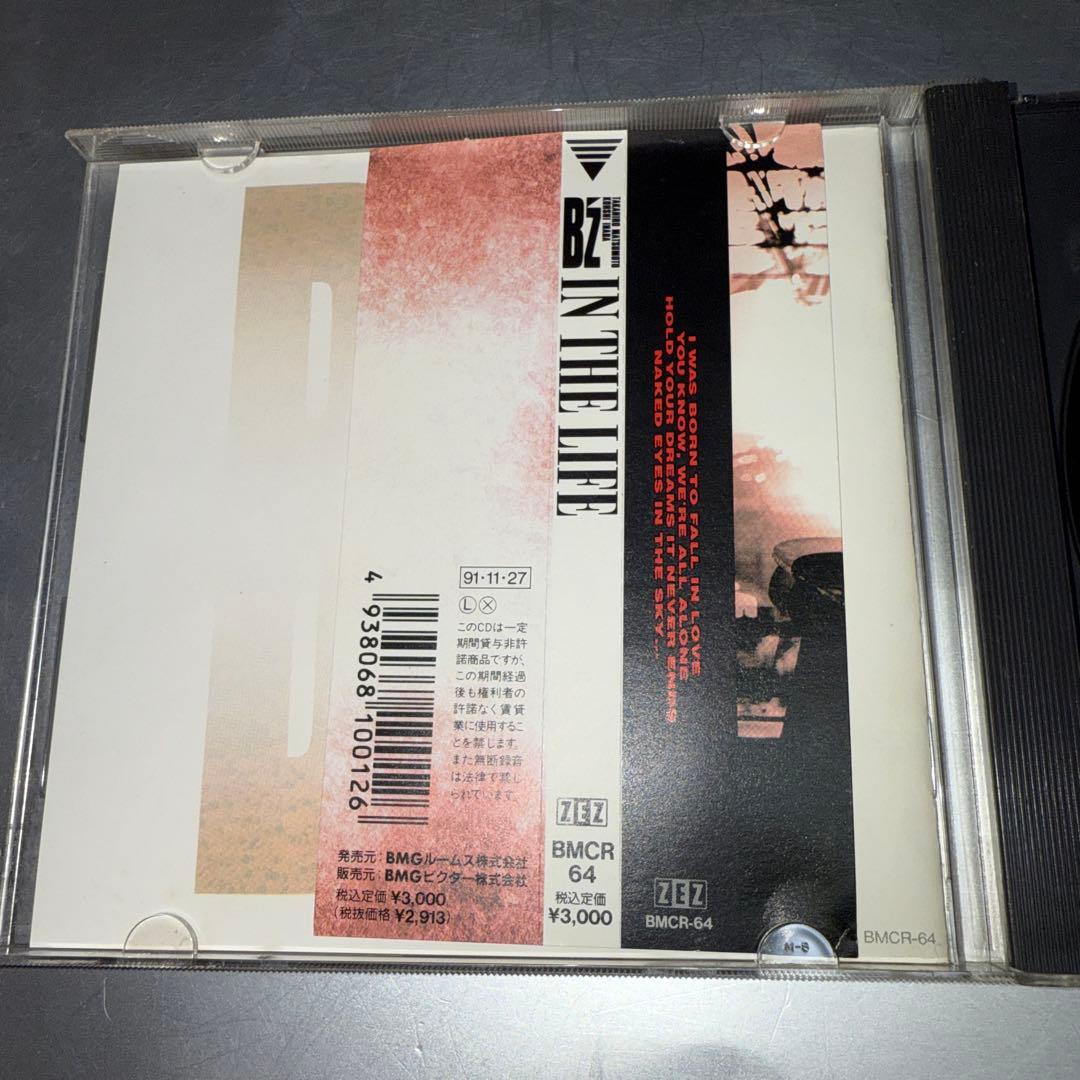 B'z
TAKAHIRO MATSUMOTO
KOSHI INABA
IN THE LIFE
I WAS BORN TO FALL IN LOVE
YOU KNOW, WE'RE ALL ALONE
HOLD YOUR DREAMS IT NEVER ENDS
NAKED EYES IN THE SKY...
91·11·27
Ⓛ Ⓧ
このCDは一定
期間貸与非許
諾商品ですが、
この期間経過
後も権利者の
許諾なく賃貸
業に使用するこ
とを禁じます。
また無断録音
は法律で禁じ
られています。
4 938068 100126
発売元：BMGルームス株式会社
販売元：BMGビクター株式会社
税込定価 ¥3,000
(税抜価格 ¥2,913)
ZEZ
BMCR
64
税込定価
¥3,000
ZEZ
BMCR-64
M-8
BMCR-64